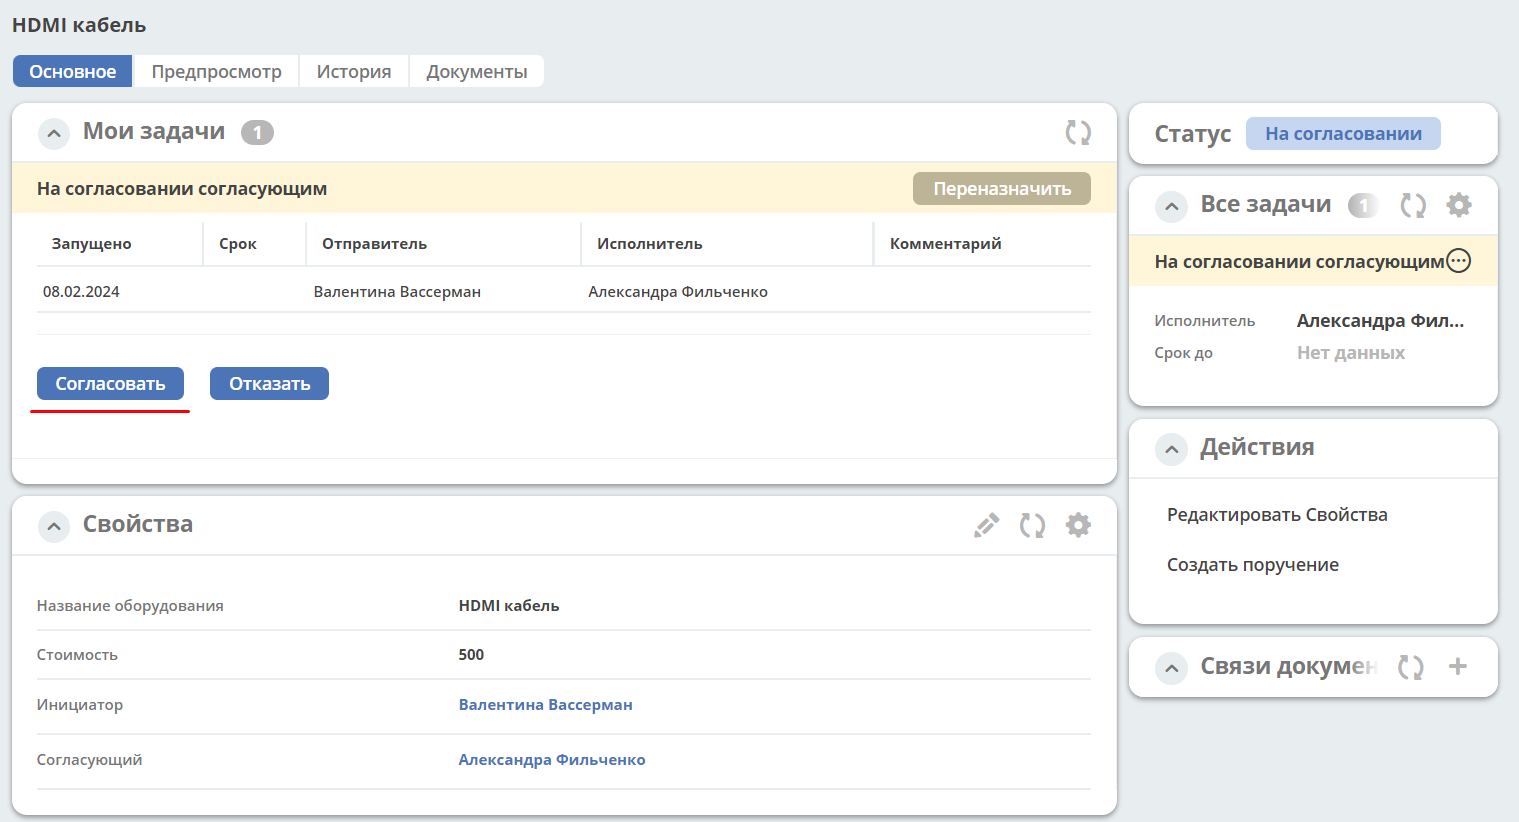 HDMI кабель
Основное Предпросмотр История Документы
Мои задачи 1
На согласовании согласующим Переназначить
Запущено Срок Отправитель Исполнитель Комментарий
08.02.2024 Валентина Вассерман Александра Фильченко
Согласовать Отказать
Свойства
Название оборудования HDMI кабель
Стоимость 500
Инициатор Валентина Вассерман
Согласующий Александра Фильченко
Статус На согласовании
Все задачи 1
На согласовании согласующим
Исполнитель Александра Фил...
Срок до Нет данных
Действия
Редактировать Свойства
Создать поручение
Связи докумен